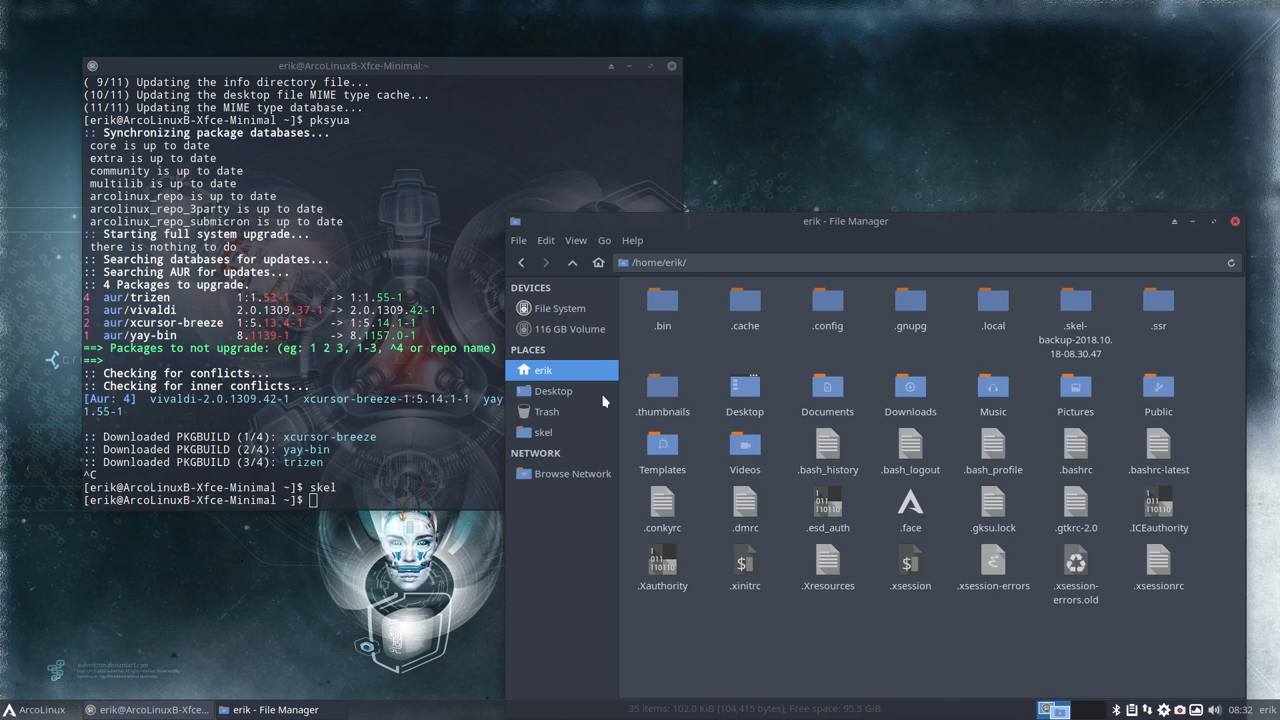 erik@ArcoLinuxB-Xfce-Minimal:~
( 9/11) Updating the info directory file...
(10/11) Updating the desktop file MIME type cache...
(11/11) Updating the MIME type database...
[erik@ArcoLinuxB-Xfce-Minimal ~]$ pksyua
:: Synchronizing package databases...
core is up to date
extra is up to date
community is up to date
multilib is up to date
arcolinux_repo is up to date
arcolinux_repo_3party is up to date
arcolinux_repo_submicron is up to date
:: Starting full system upgrade...
there is nothing to do
:: Searching databases for updates...
:: Searching AUR for updates...
:: 4 Packages to upgrade.
4 aur/trizen 1:1.53-1 -> 1:1.55-1
3 aur/vivaldi 2.0.1309.37-1 -> 2.0.1309.42-1
2 aur/xcursor-breeze 1:5.13.4-1 -> 1:5.14.1-1
1 aur/yay-bin 8.1139-1 -> 8.1157.0-1
==> Packages to not upgrade: (eg: 1 2 3, 1-3, ^4 or repo name)
==>
:: Checking for conflicts...
:: Checking for inner conflicts...
[Aur: 4] vivaldi-2.0.1309.42-1 xcursor-breeze-1:5.14.1-1 yay
1.55-1
:: Downloaded PKGBUILD (1/4): xcursor-breeze
:: Downloaded PKGBUILD (2/4): yay-bin
:: Downloaded PKGBUILD (3/4): trizen
^C
[erik@ArcoLinuxB-Xfce-Minimal ~]$ skel
[erik@ArcoLinuxB-Xfce-Minimal ~]$
erik - File Manager
File Edit View Go Help
/home/erik/
DEVICES
File System
116 GB Volume
PLACES
erik
Desktop
Trash
skel
NETWORK
Browse Network
.bin .cache .config .gnupg .local .skel-backup-2018.10.18-08.30.47 .ssr
.thumbnails Desktop Documents Downloads Music Pictures Public
Templates Videos .bash_history .bash_logout .bash_profile .bashrc .bashrc-latest
.conkyrc .dmrc .esd_auth .face .gksu.lock .gtkrc-2.0 .ICEauthority
.Xauthority .xinitrc .Xresources .xsession .xsession-errors .xsession-errors.old .xsessionrc
35 items: 102.0 KiB (104,415 bytes), Free space: 95.5 GiB
ArcoLinux erik@ArcoLinuxB-Xfce... erik - File Manager 08:32 erik